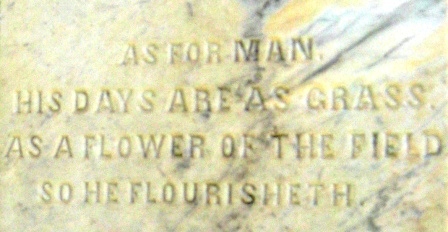 AS FOR MAN,
HIS DAYS ARE AS GRASS.
AS A FLOWER OF THE FIELD
SO HE FLOURISHETH.